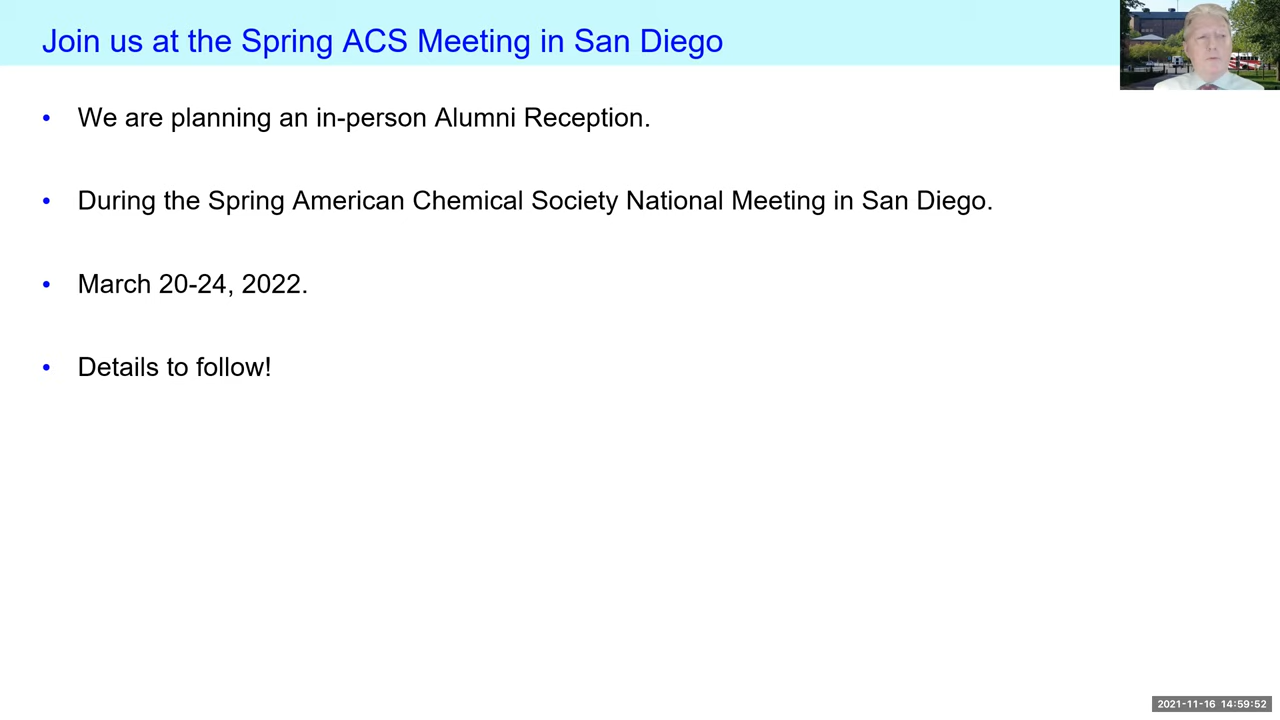 Join us at the Spring ACS Meeting in San Diego
• We are planning an in-person Alumni Reception.
• During the Spring American Chemical Society National Meeting in San Diego.
• March 20-24, 2022.
• Details to follow!
2021-11-16 14:59:52